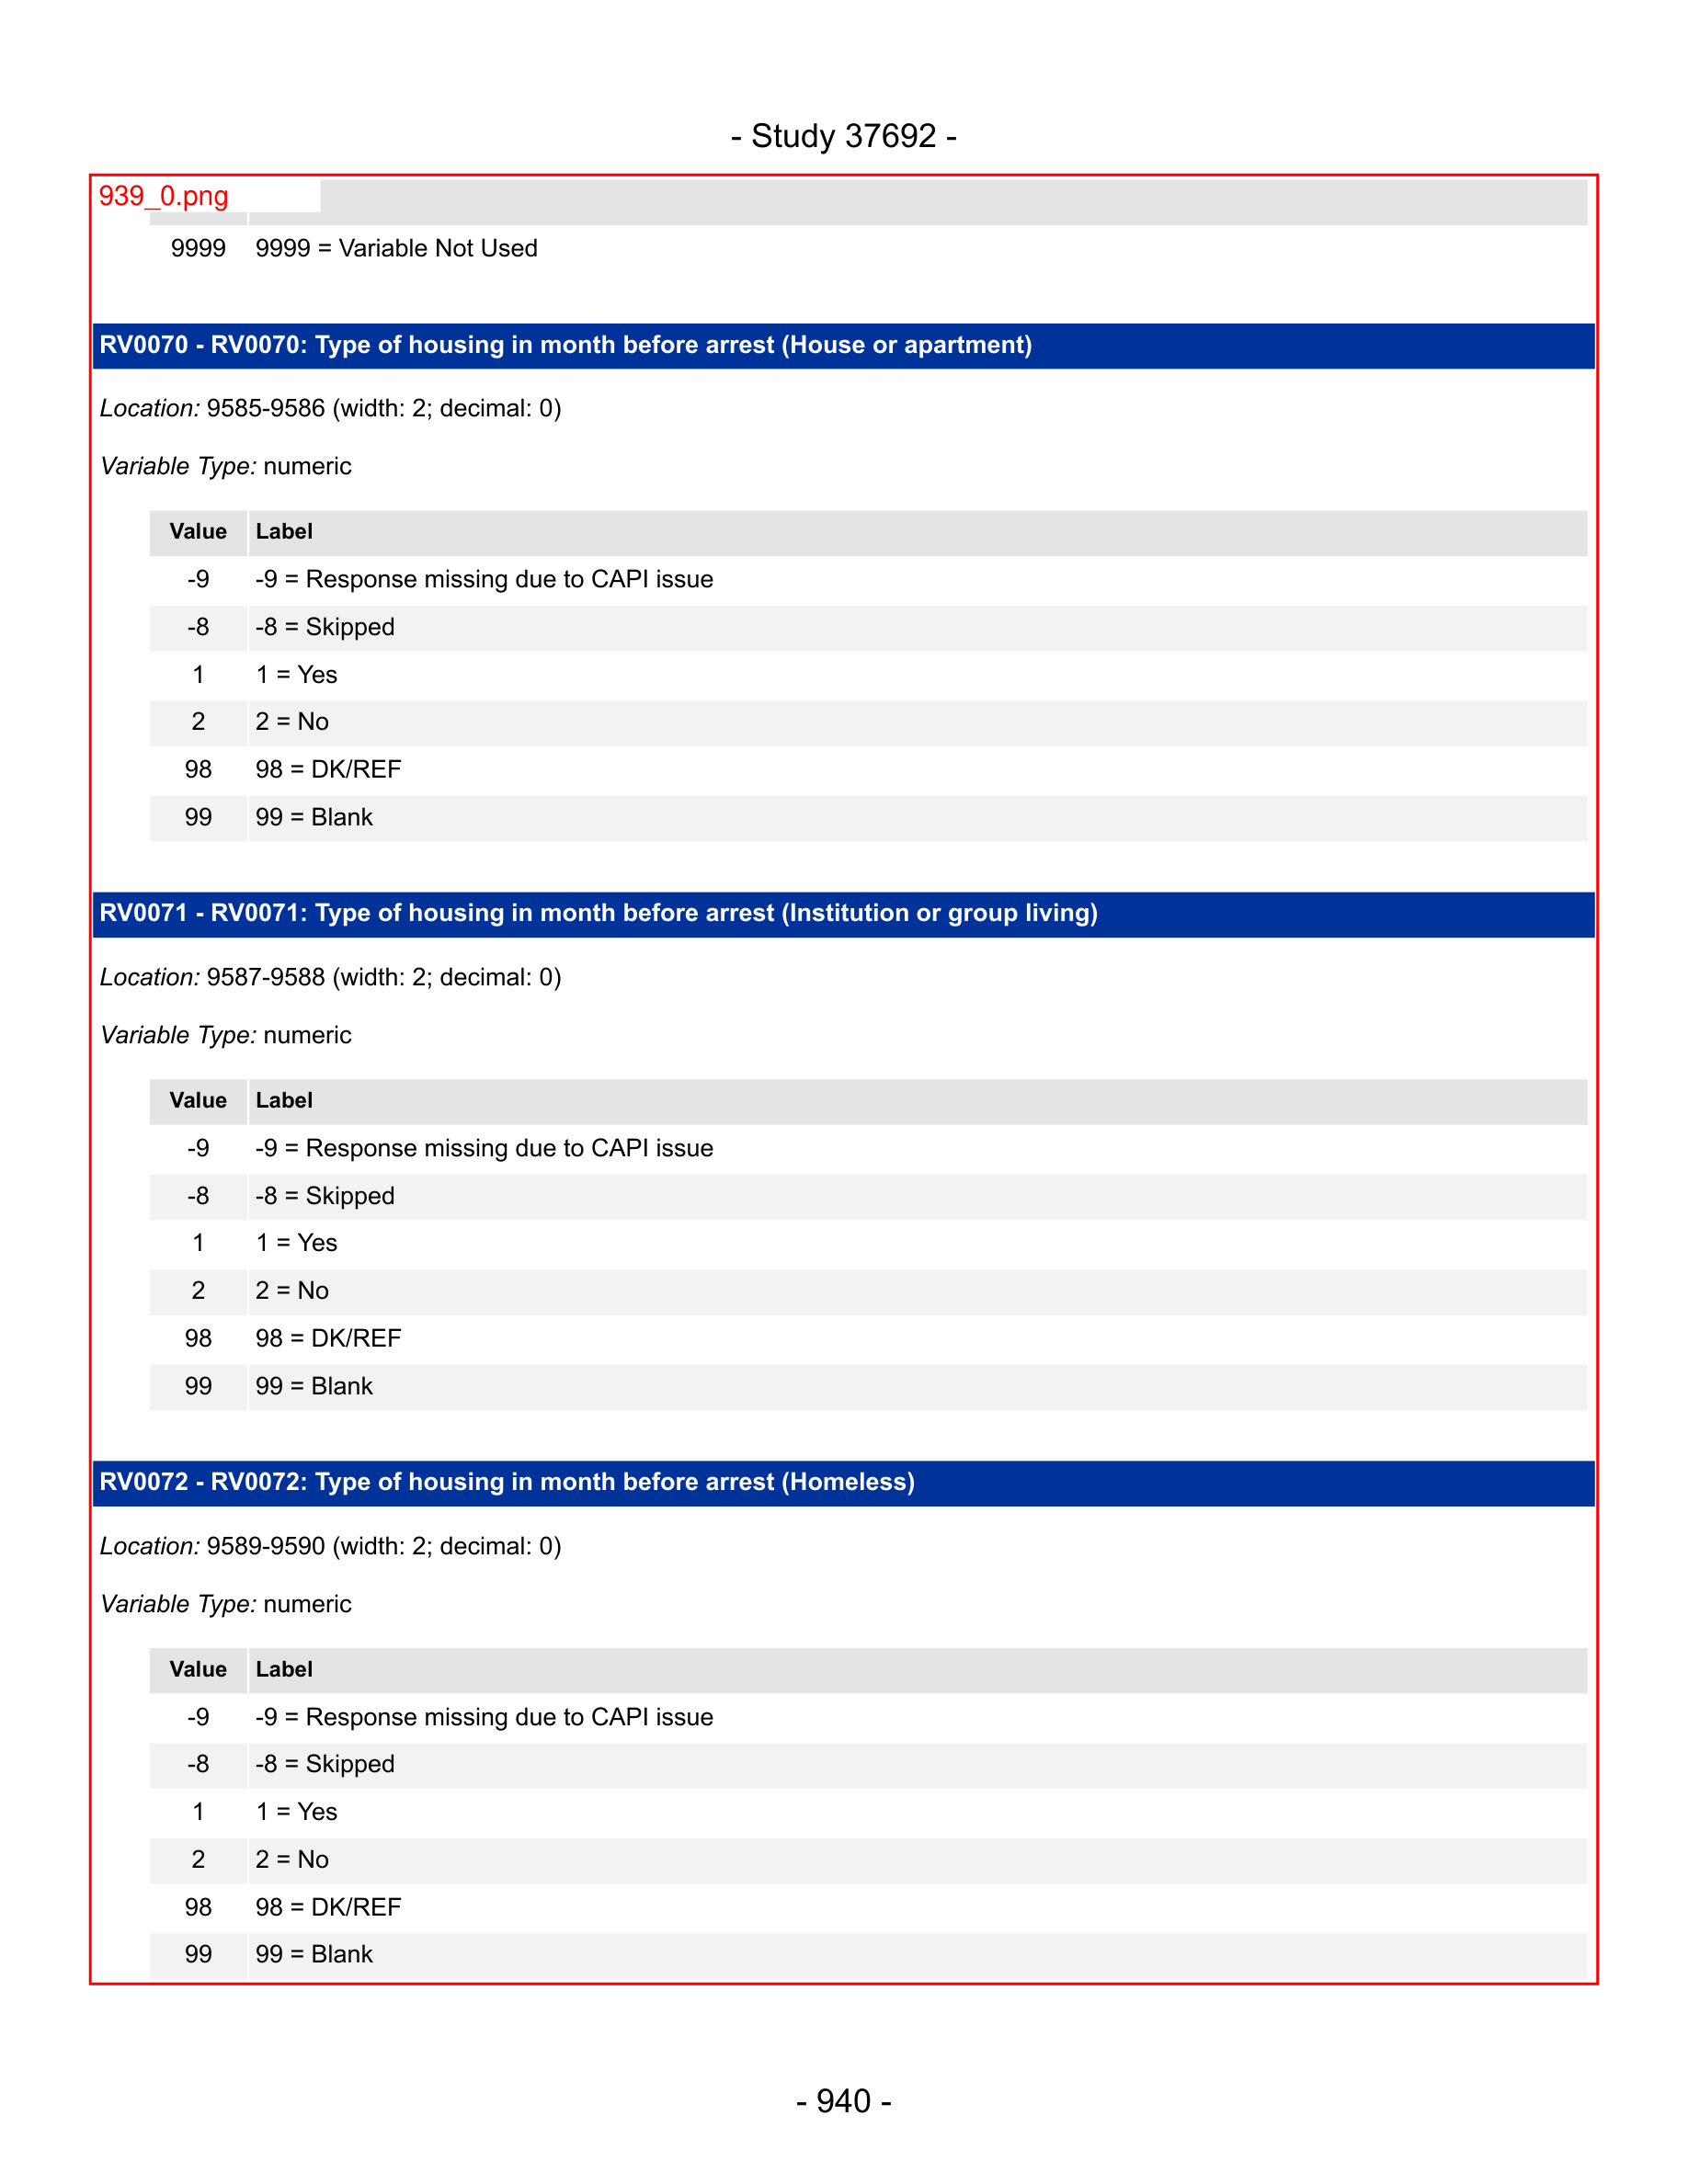 - Study 37692 -
939_0.png
9999 9999 = Variable Not Used
RV0070 - RV0070: Type of housing in month before arrest (House or apartment)
Location: 9585-9586 (width: 2; decimal: 0)
Variable Type: numeric
Value Label
-9 -9 = Response missing due to CAPI issue
-8 -8 = Skipped
1 1 = Yes
2 2 = No
98 98 = DK/REF
99 99 = Blank
RV0071 - RV0071: Type of housing in month before arrest (Institution or group living)
Location: 9587-9588 (width: 2; decimal: 0)
Variable Type: numeric
Value Label
-9 -9 = Response missing due to CAPI issue
-8 -8 = Skipped
1 1 = Yes
2 2 = No
98 98 = DK/REF
99 99 = Blank
RV0072 - RV0072: Type of housing in month before arrest (Homeless)
Location: 9589-9590 (width: 2; decimal: 0)
Variable Type: numeric
Value Label
-9 -9 = Response missing due to CAPI issue
-8 -8 = Skipped
1 1 = Yes
2 2 = No
98 98 = DK/REF
99 99 = Blank
- 940 -